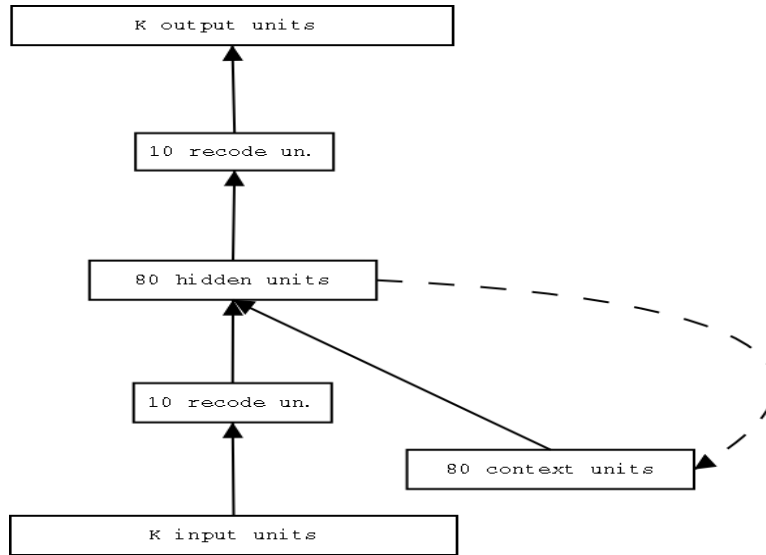 K output units
10 recode un.
80 hidden units
10 recode un.
80 context units
K input units